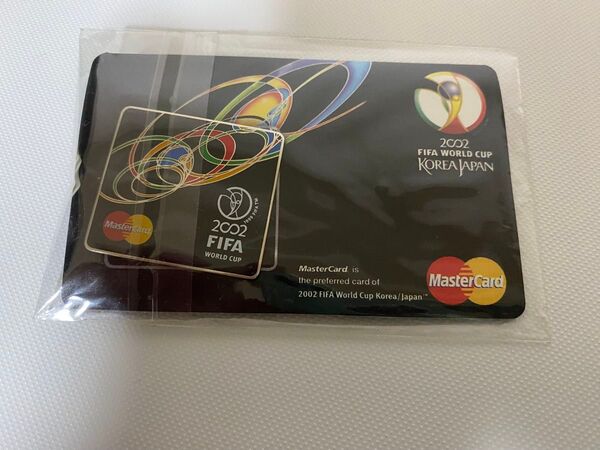 2002
FIFA WORLD CUP
KOREA JAPAN
MasterCard
2002
FIFA
WORLD CUP
MasterCard is
the preferred card of
2002 FIFA World Cup Korea/Japan™
MasterCard